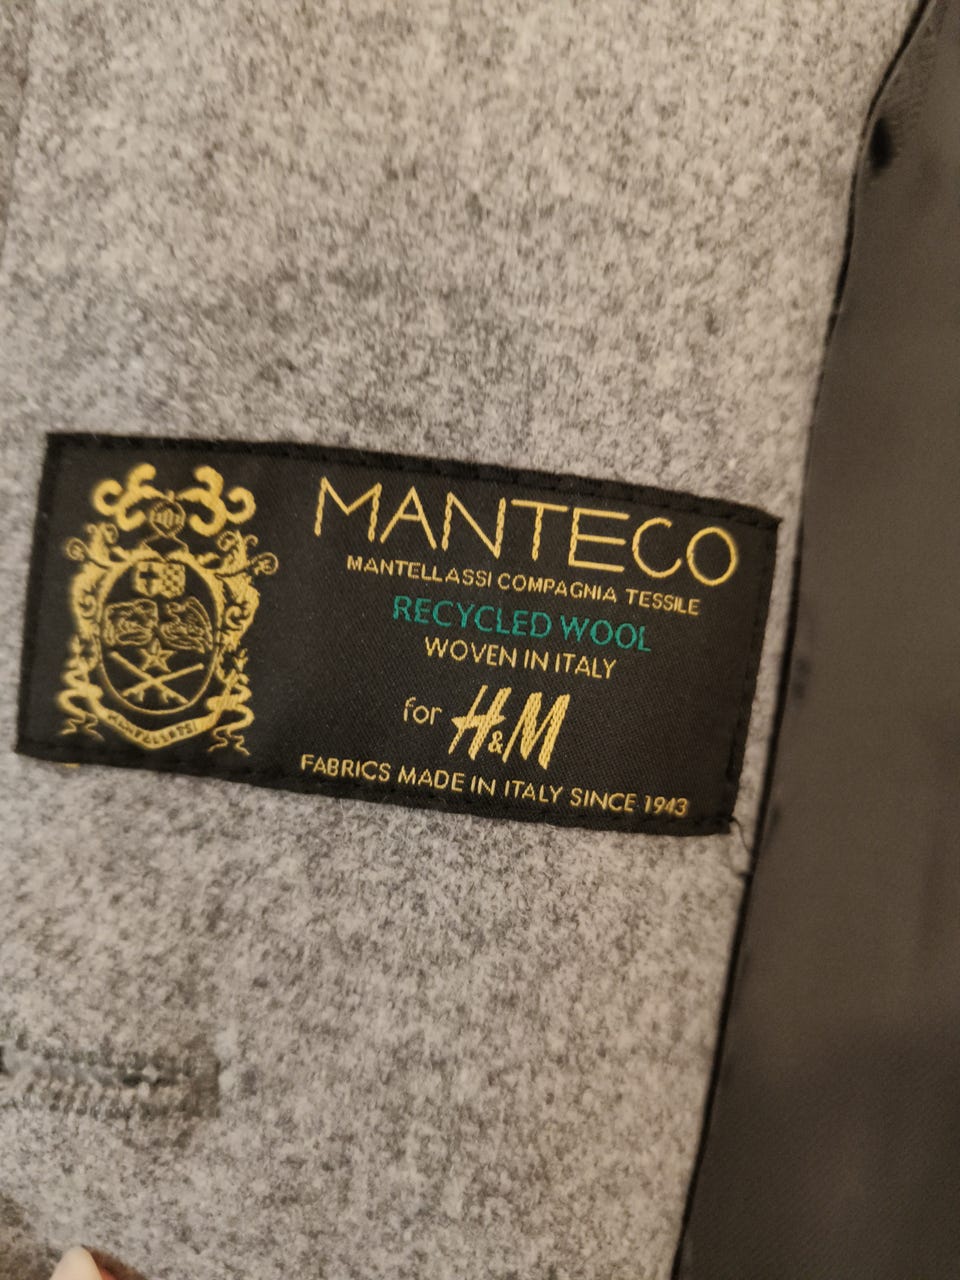 MANTECO
MANTELLASSI COMPAGNIA TESSILE
RECYCLED WOOL
WOVEN IN ITALY
for H&M
FABRICS MADE IN ITALY SINCE 1943